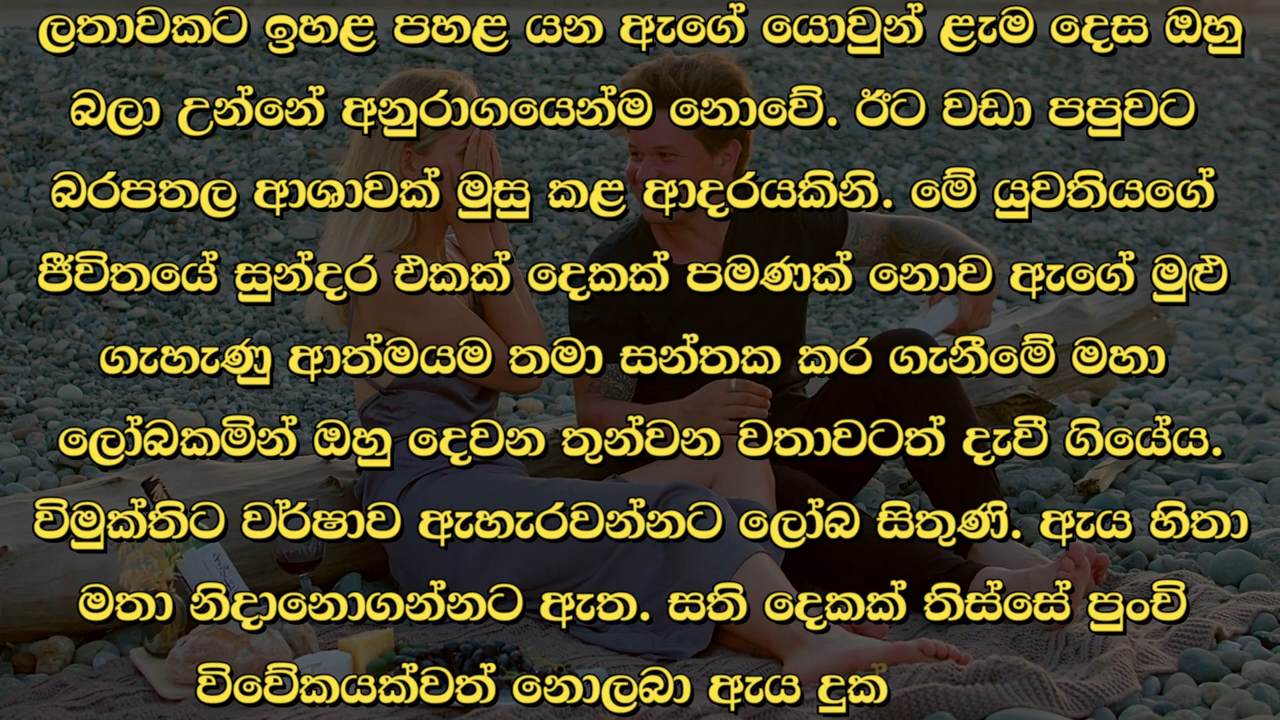 ලතාවකට ඉහළ පහළ යන ඇගේ යොවුන් ළැම දෙස ඔහු
බලා උන්නේ අනුරාගයෙන්ම නොවේ. ඊට වඩා පපුවට
බරපතල ආශාවක් මුසු කළ ආදරයකිනි. මේ යුවතියගේ
ජීවිතයේ සුන්දර එකක් දෙකක් පමණක් නොව ඇගේ මුළු
ගැහැණු ආත්මයම තමා සන්තක කර ගැනීමේ මහා
ලෝබකමින් ඔහු දෙවන තුන්වන වතාවටත් දැවී ගියේය.
විමුක්තිට වර්ෂාව ඇහැරවන්නට ලෝබ සිතුණි. ඇය හිතා
මතා නිදානොගන්නට ඇත. සති දෙකක් තිස්සේ පුංචි
විවේකයක්වත් නොලබා ඇය දුක්